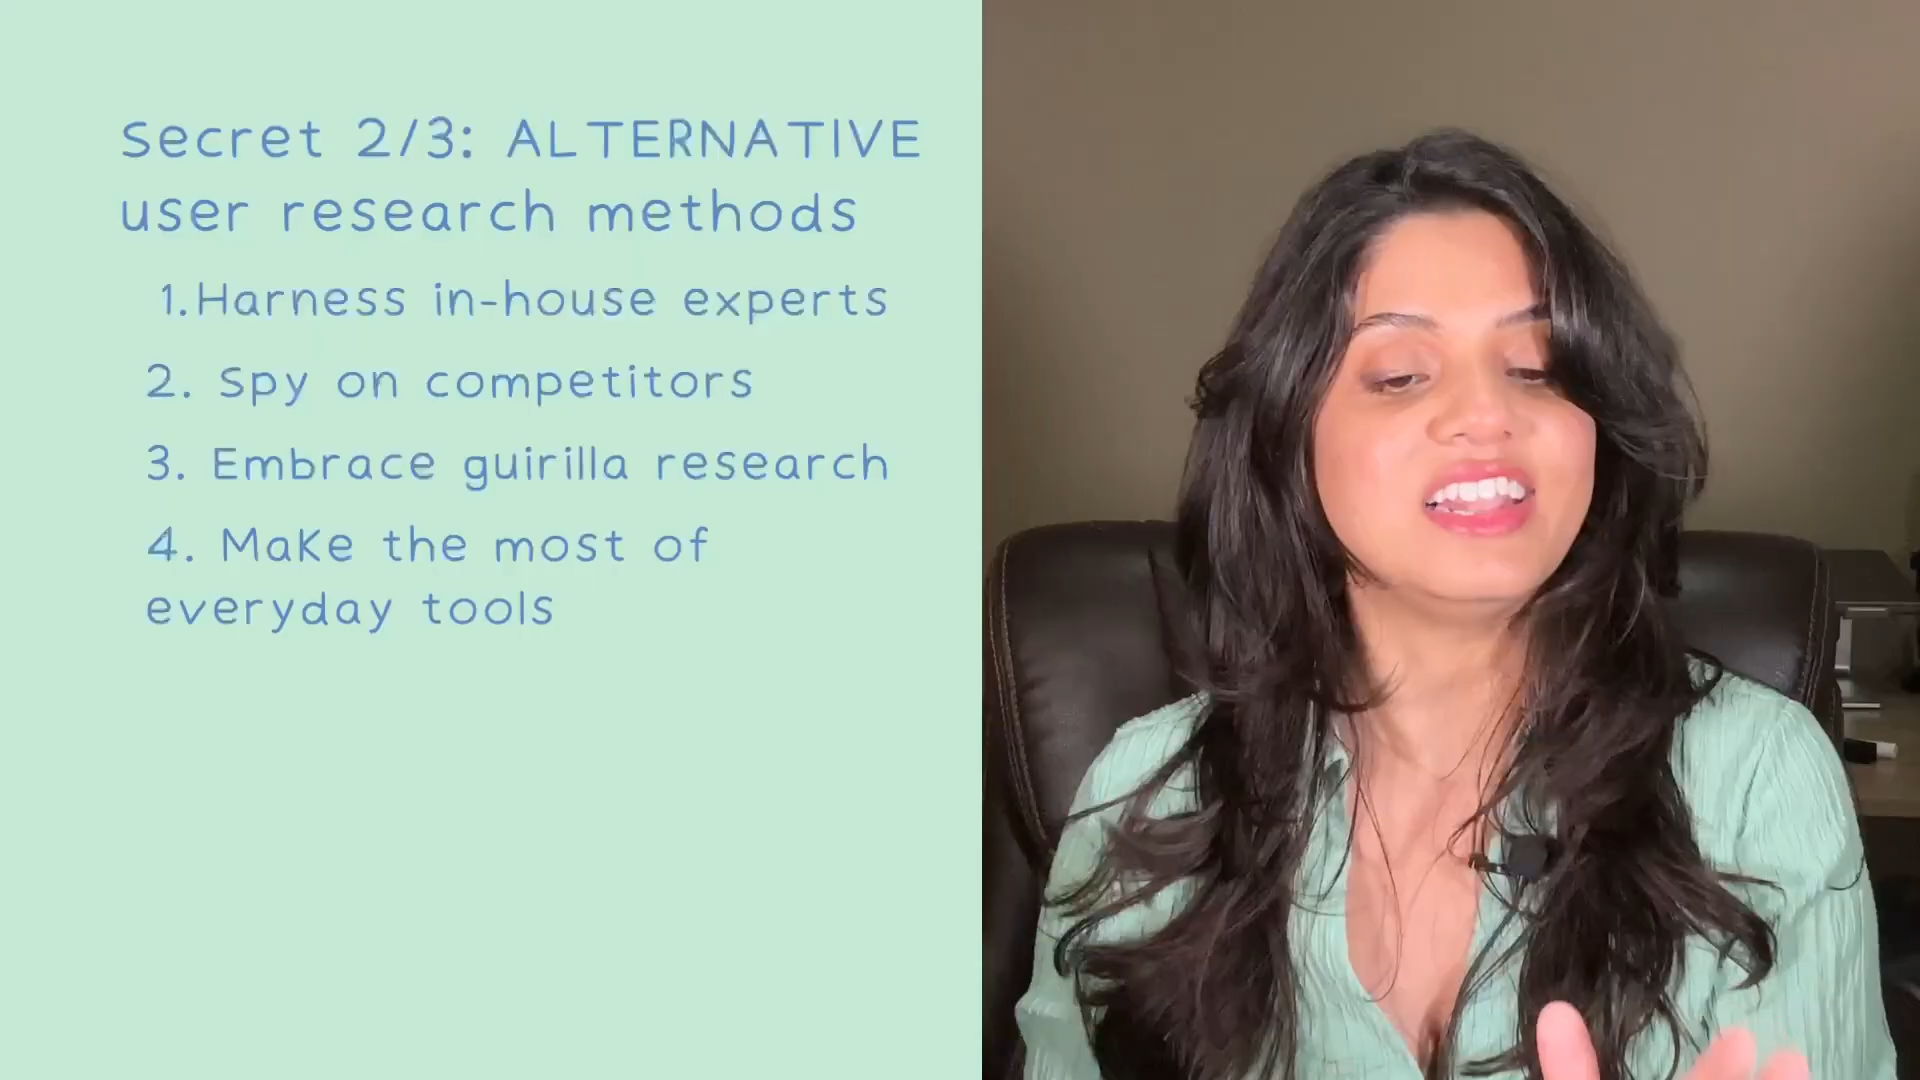 Secret 2/3: ALTERNATIVE
user research methods
1.Harness in-house experts
2. Spy on competitors
3. Embrace guirilla research
4. Make the most of
everyday tools